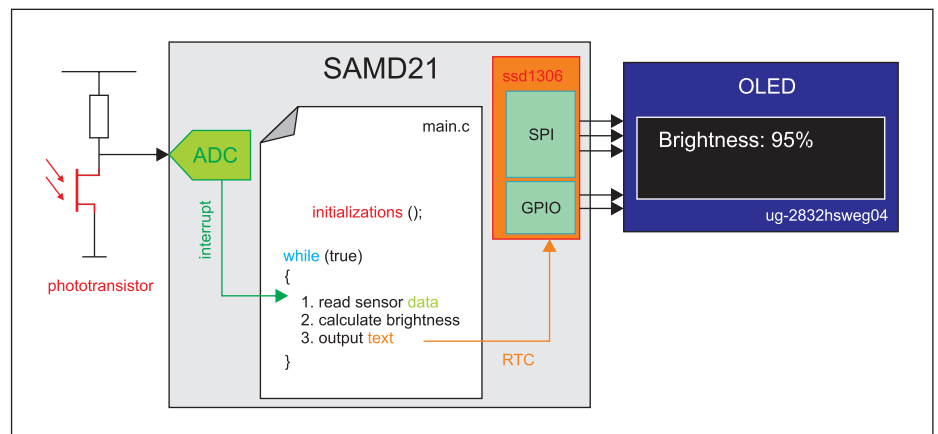 SAMD21
ssd1306
OLED
main.c
SPI
Brightness: 95%
ADC
GPIO
initializations ();
ug-2832hsweg04
interrupt
while (true)
{
phototransistor
1. read sensor data
2. calculate brightness
3. output text
RTC
}